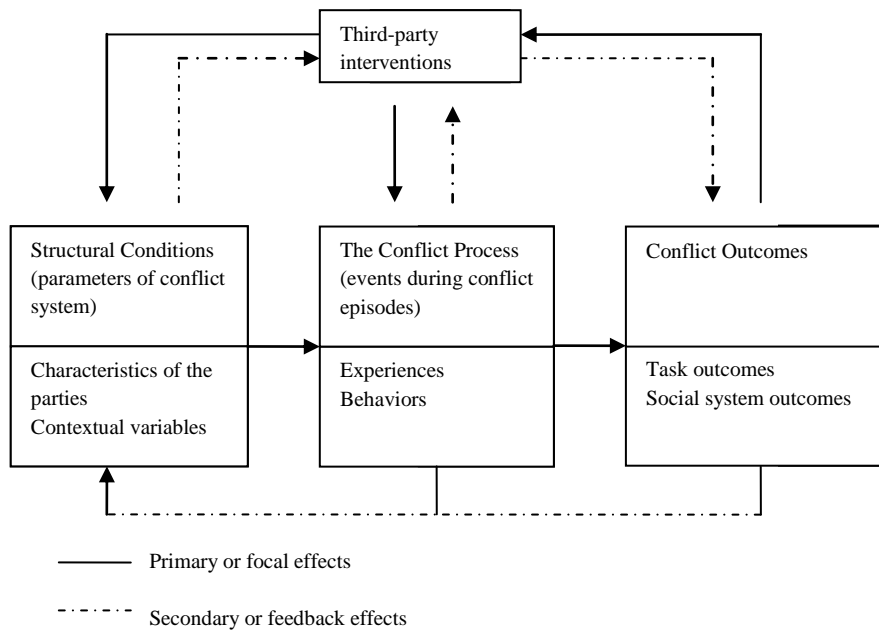 Third-party
interventions
Structural Conditions
(parameters of conflict
system)
Characteristics of the
parties
Contextual variables
The Conflict Process
(events during conflict
episodes)
Experiences
Behaviors
Conflict Outcomes
Task outcomes
Social system outcomes
Primary or focal effects
Secondary or feedback effects